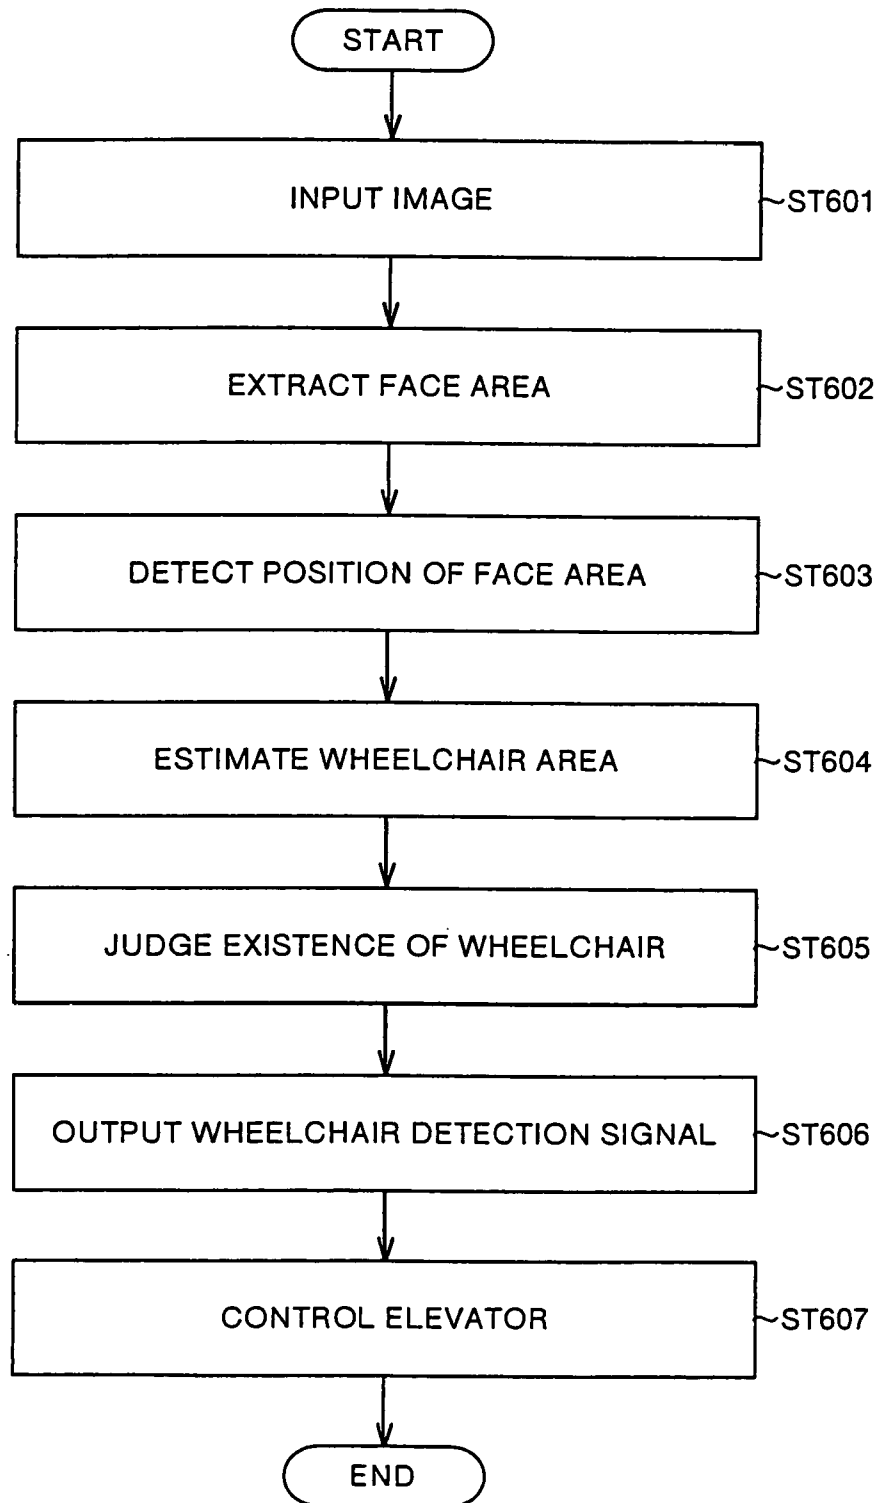 START
INPUT IMAGE
ST601
EXTRACT FACE AREA
ST602
DETECT POSITION OF FACE AREA
ST603
ESTIMATE WHEELCHAIR AREA
ST604
JUDGE EXISTENCE OF WHEELCHAIR
ST605
OUTPUT WHEELCHAIR DETECTION SIGNAL
ST606
CONTROL ELEVATOR
ST607
END